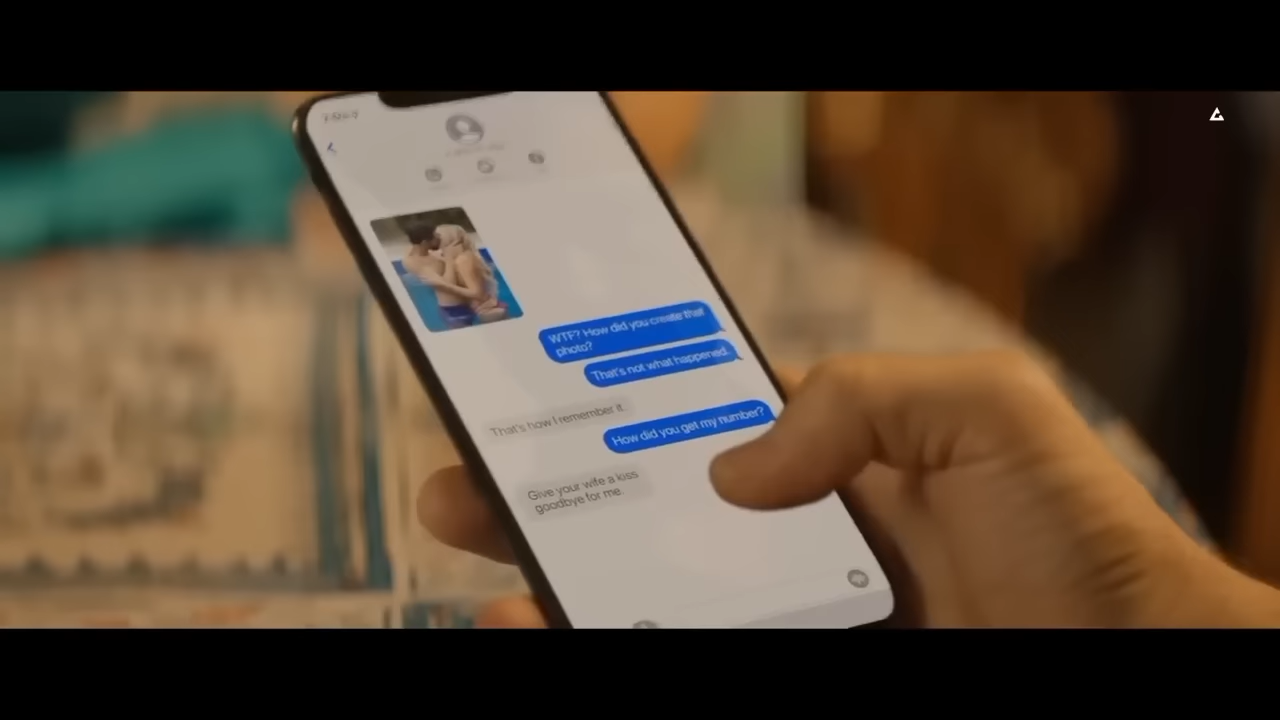 WTF? How did you create that
photo?
That's not what happened.
That's how I remember it.
How did you get my number?
Give your wife a kiss
goodbye for me.